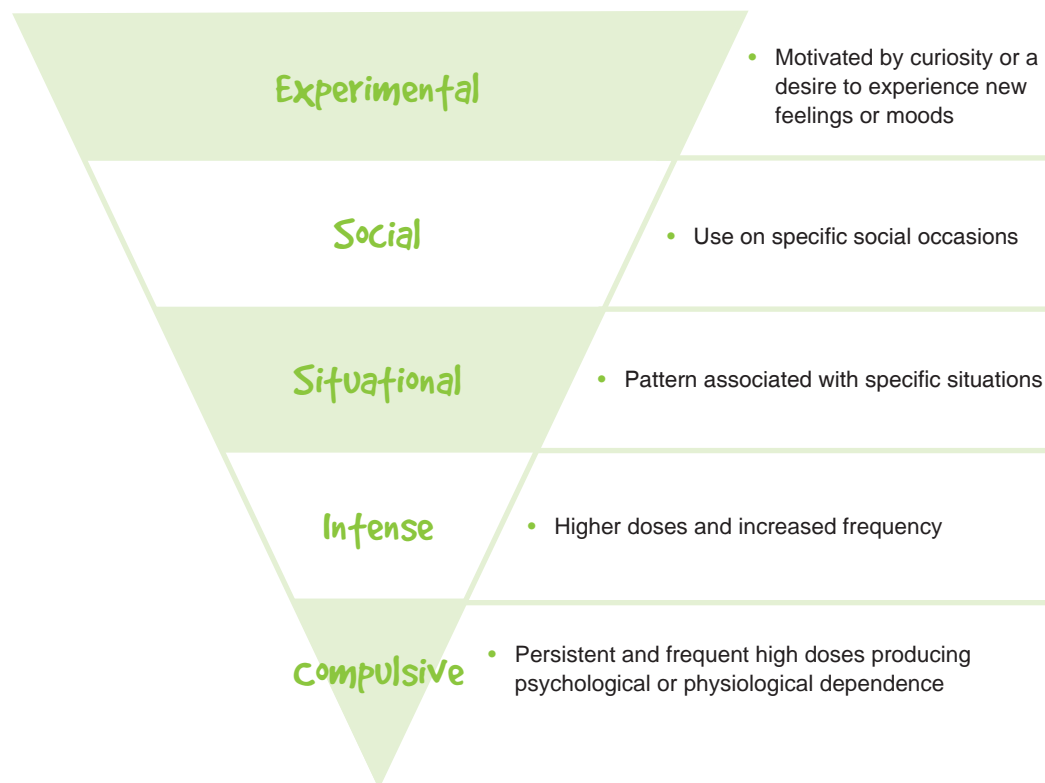 Experimental
• Motivated by curiosity or a
desire to experience new
feelings or moods
Social
• Use on specific social occasions
Situational
• Pattern associated with specific situations
Intense
• Higher doses and increased frequency
Compulsive
• Persistent and frequent high doses producing
psychological or physiological dependence